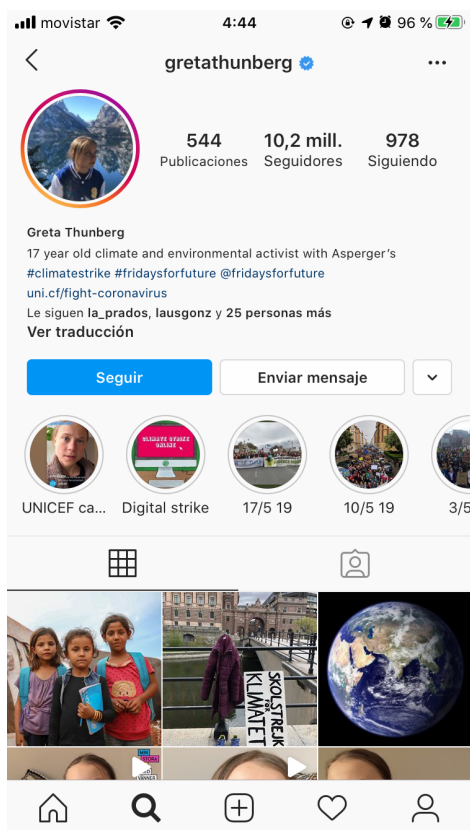 movistar 4:44 96 %
gretathunberg
544 10,2 mill. 978
Publicaciones Seguidores Siguiendo
Greta Thunberg
17 year old climate and environmental activist with Asperger’s
#climatestrike #fridaysforfuture @fridaysforfuture
uni.cf/fight-coronavirus
Le siguen la_prados, lausgonz y 25 personas más
Ver traducción
Seguir Enviar mensaje
CLIMATE STRIKE
ONLINE
UNICEF ca... Digital strike 17/5 19 10/5 19 3/5
SKOLSTREJK
FÖR
KLIMATET